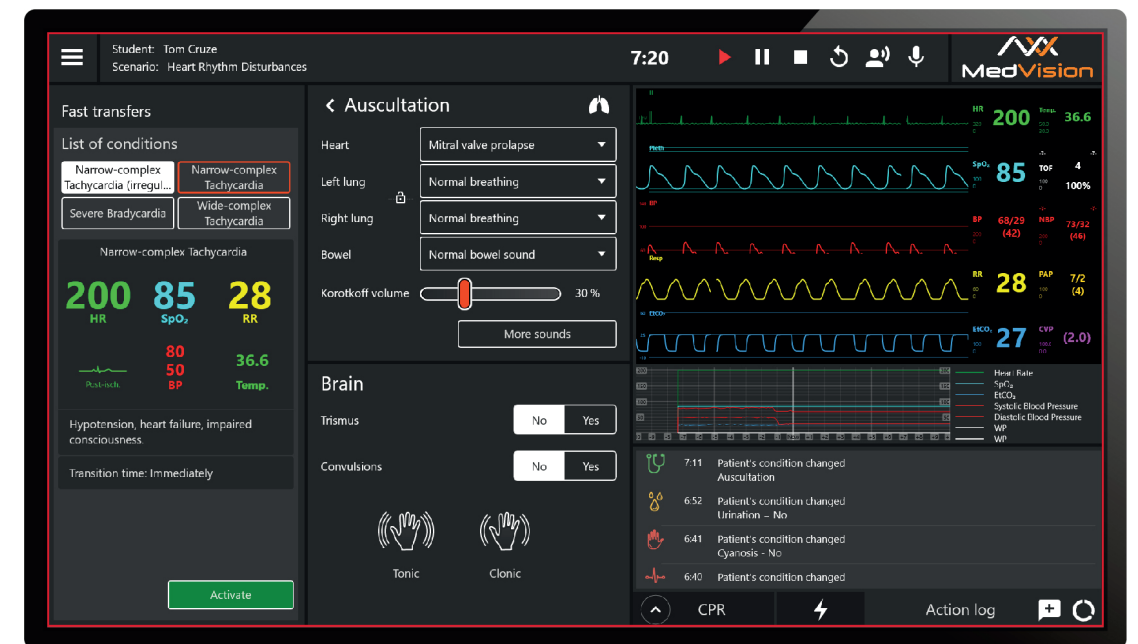 Student: Tom Cruze
Scenario: Heart Rhythm Disturbances
7:20
MedVision
Fast transfers
List of conditions
Narrow-complex
Tachycardia (irregul...
Narrow-complex
Tachycardia
Severe Bradycardia
Wide-complex
Tachycardia
Narrow-complex Tachycardia
200
HR
85
SpO₂
28
RR
Post-isch.
80
50
BP
36.6
Temp.
Hypotension, heart failure, impaired
consciousness.
Transition time: Immediately
Activate
Auscultation
Heart
Mitral valve prolapse
Left lung
Normal breathing
Right lung
Normal breathing
Bowel
Normal bowel sound
Korotkoff volume
30 %
More sounds
Brain
Trismus
No
Yes
Convulsions
No
Yes
Tonic
Clonic
II
Pleth
BP
Resp
EtCO₂
HR
200
Temp.
36.6
SpO₂
85
TOF
4
100%
BP
68/29
(42)
NBP
73/32
(46)
RR
28
PAP
7/2
(4)
EtCO₂
27
CVP
(2.0)
Heart Rate
SpO₂
EtCO₂
Systolic Blood Pressure
Diastolic Blood Pressure
WP
WP
7:11 Patient's condition changed
Auscultation
6:52 Patient's condition changed
Urination – No
6:41 Patient's condition changed
Cyanosis - No
6:40 Patient's condition changed
CPR
Action log